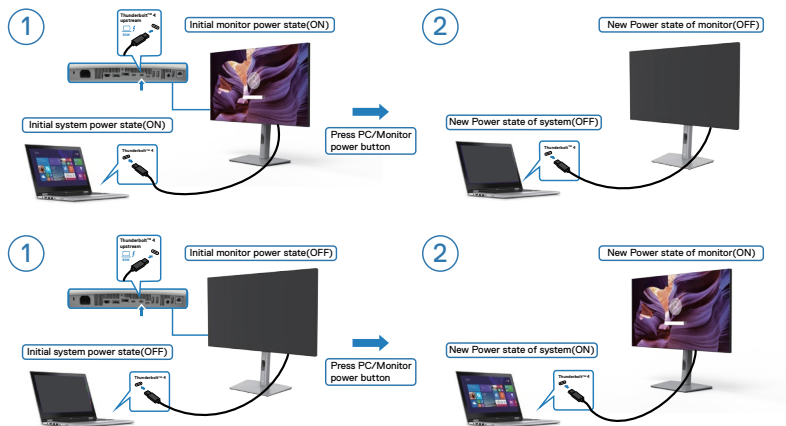 1
Thunderbolt™ 4
upstream
Initial monitor power state(ON)
Initial system power state(ON)
Thunderbolt™ 4
Press PC/Monitor
power button
2
New Power state of monitor(OFF)
New Power state of system(OFF)
Thunderbolt™ 4
1
Thunderbolt™ 4
upstream
Initial monitor power state(OFF)
Initial system power state(OFF)
Thunderbolt™ 4
Press PC/Monitor
power button
2
New Power state of monitor(ON)
New Power state of system(ON)
Thunderbolt™ 4